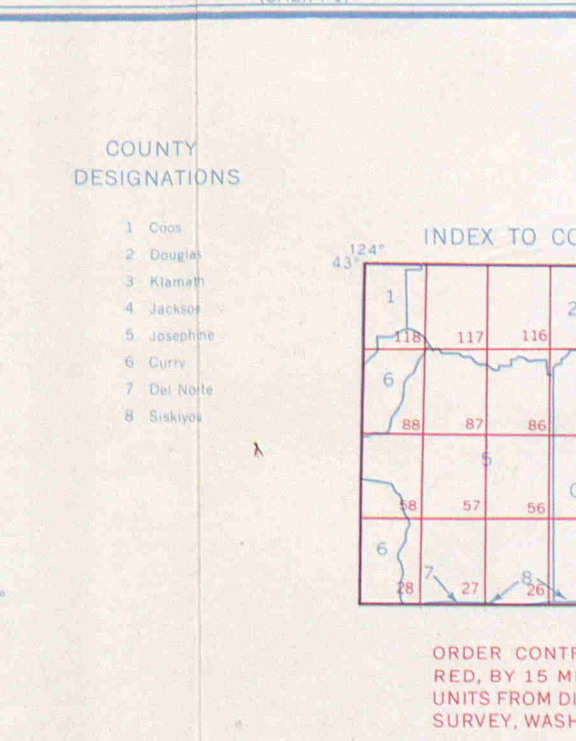 COUNTY
DESIGNATIONS
1 Coos
2 Douglas
3 Klamath
4 Jackson
5 Josephine
6 Curry
7 Del Norte
8 Siskiyou
INDEX TO CO
124°
43°
1
2
118 117 116
6
88 87 86
5
58 57 56
6
7 8
28 27 26
ORDER CONTR
RED, BY 15 MI
UNITS FROM DI
SURVEY, WASH